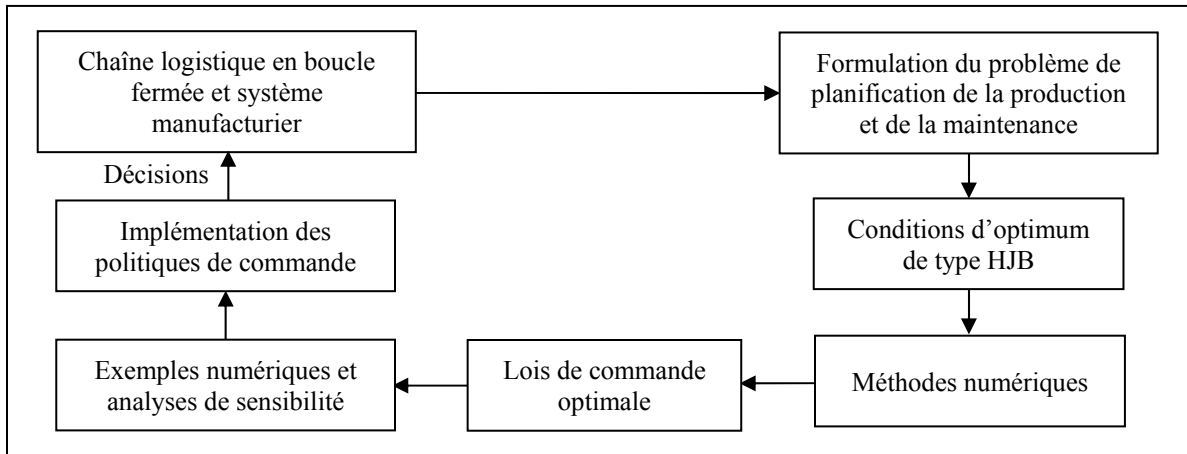 Chaîne logistique en boucle
fermée et système
manufacturier
Formulation du problème de
planification de la production
et de la maintenance
Décisions
Implémentation des
politiques de commande
Conditions d’optimum
de type HJB
Exemples numériques et
analyses de sensibilité
Lois de commande
optimale
Méthodes numériques